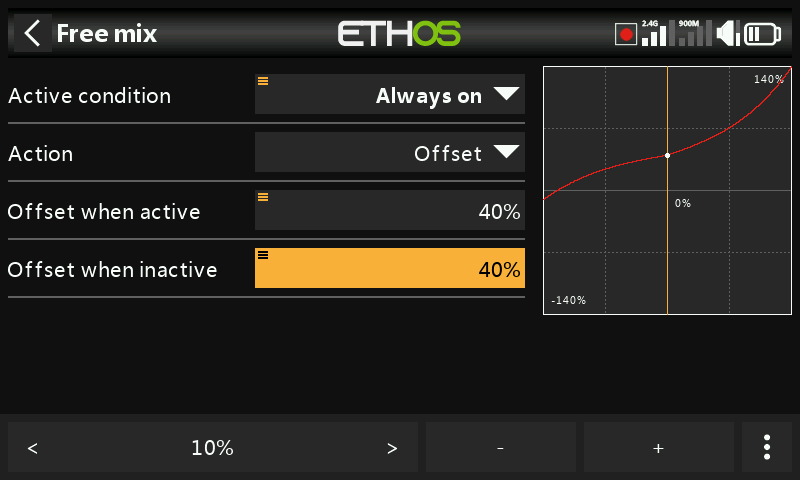 Free mix
ETHOS
2.4G 900M
Active condition
Always on
Action
Offset
Offset when active
40%
Offset when inactive
40%
140%
0%
-140%
< 10% > - +